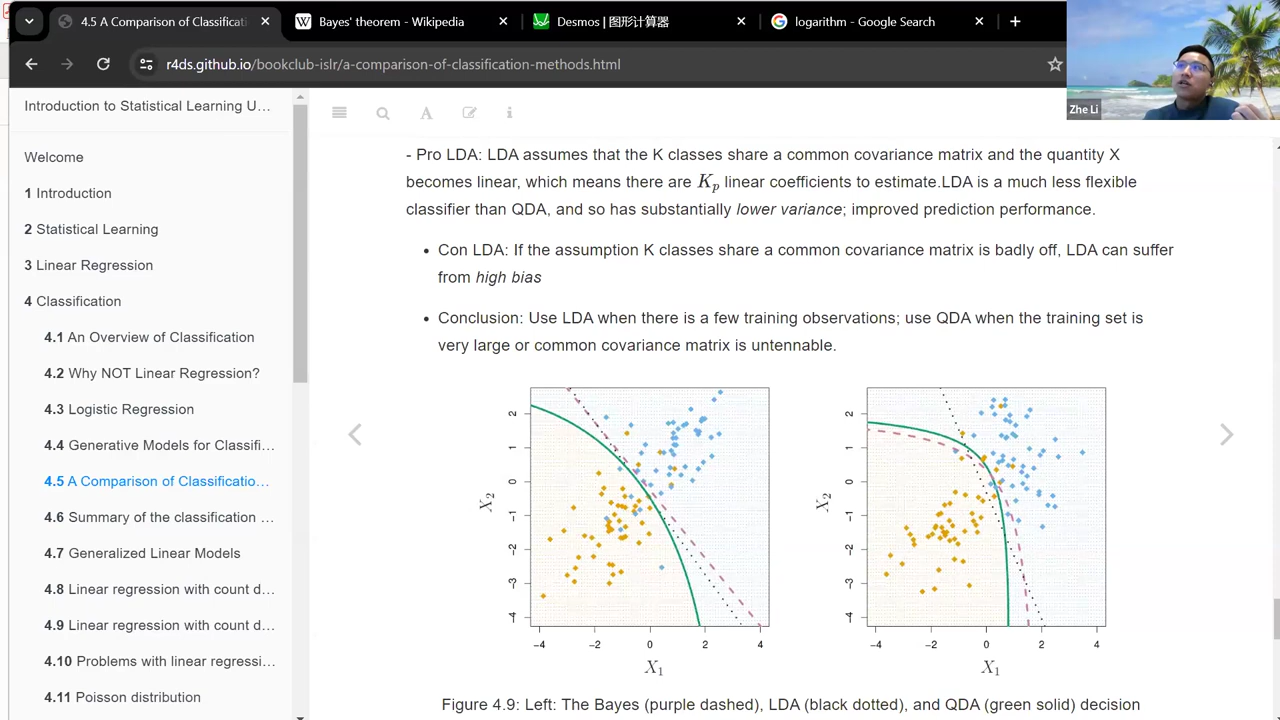 4.5 A Comparison of Classificati
Bayes' theorem - Wikipedia
Desmos | 图形计算器
logarithm - Google Search
r4ds.github.io/bookclub-islr/a-comparison-of-classification-methods.html
Zhe Li
Introduction to Statistical Learning U…
Welcome
1 Introduction
2 Statistical Learning
3 Linear Regression
4 Classification
4.1 An Overview of Classification
4.2 Why NOT Linear Regression?
4.3 Logistic Regression
4.4 Generative Models for Classifi…
4.5 A Comparison of Classificatio…
4.6 Summary of the classification …
4.7 Generalized Linear Models
4.8 Linear regression with count d…
4.9 Linear regression with count d…
4.10 Problems with linear regressi…
4.11 Poisson distribution
- Pro LDA: LDA assumes that the K classes share a common covariance matrix and the quantity X
becomes linear, which means there are Kp linear coefficients to estimate.LDA is a much less flexible
classifier than QDA, and so has substantially lower variance; improved prediction performance.
• Con LDA: If the assumption K classes share a common covariance matrix is badly off, LDA can suffer
from high bias
• Conclusion: Use LDA when there is a few training observations; use QDA when the training set is
very large or common covariance matrix is untennable.
2
1
0
-1
-2
-3
-4
X2
-4 -2 0 2 4
X1
2
1
0
-1
-2
-3
-4
X2
-4 -2 0 2 4
X1
Figure 4.9: Left: The Bayes (purple dashed), LDA (black dotted), and QDA (green solid) decision